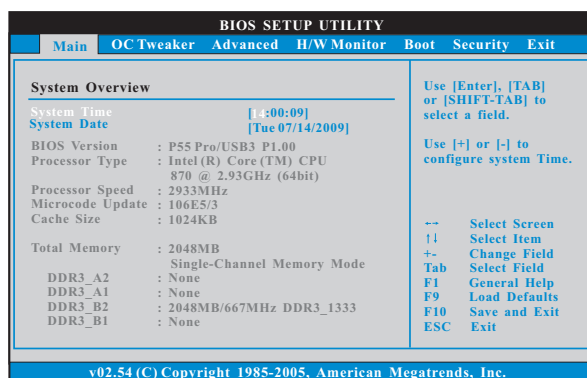 BIOS SETUP UTILITY
Main OC Tweaker Advanced H/W Monitor Boot Security Exit
System Overview
System Time [14:00:09]
System Date [Tue 07/14/2009]
BIOS Version : P55 Pro/USB3 P1.00
Processor Type : Intel (R) Core (TM) CPU
870 @ 2.93GHz (64bit)
Processor Speed : 2933MHz
Microcode Update : 106E5/3
Cache Size : 1024KB
Total Memory : 2048MB
Single-Channel Memory Mode
DDR3_A2 : None
DDR3_A1 : None
DDR3_B2 : 2048MB/667MHz DDR3_1333
DDR3_B1 : None
Use [Enter], [TAB]
or [SHIFT-TAB] to
select a field.
Use [+] or [-] to
configure system Time.
←→ Select Screen
↑↓ Select Item
+- Change Field
Tab Select Field
F1 General Help
F9 Load Defaults
F10 Save and Exit
ESC Exit
v02.54 (C) Copyright 1985-2005, American Megatrends, Inc.